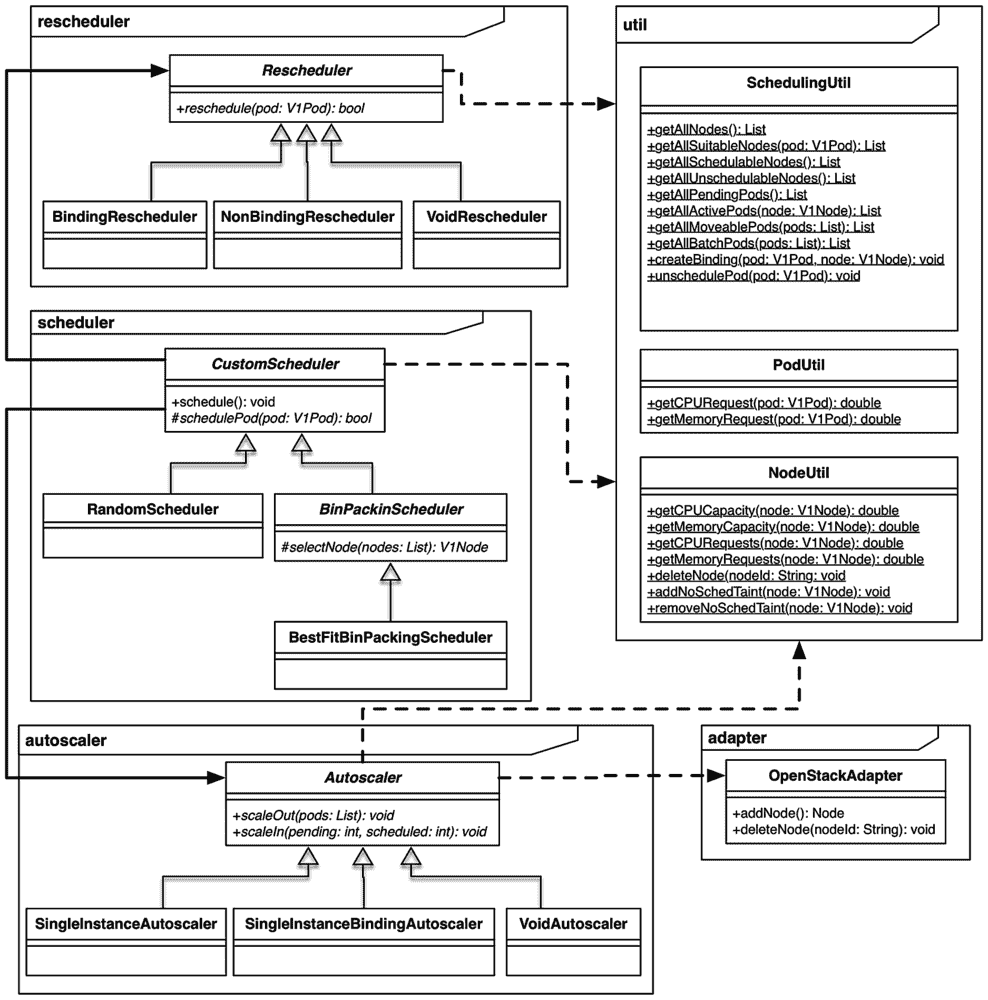 rescheduler
Rescheduler
+reschedule(pod: V1Pod): bool
BindingRescheduler
NonBindingRescheduler
VoidRescheduler
scheduler
CustomScheduler
+schedule(): void
#schedulePod(pod: V1Pod): bool
RandomScheduler
BinPackinScheduler
#selectNode(nodes: List): V1Node
BestFitBinPackingScheduler
util
SchedulingUtil
+getAllNodes(): List
+getAllSuitableNodes(pod: V1Pod): List
+getAllSchedulableNodes(): List
+getAllUnschedulableNodes(): List
+getAllPendingPods(): List
+getAllActivePods(node: V1Node): List
+getAllMoveablePods(pods: List): List
+getAllBatchPods(pods: List): List
+createBinding(pod: V1Pod, node: V1Node): void
+unschedulePod(pod: V1Pod): void
PodUtil
+getCPURequest(pod: V1Pod): double
+getMemoryRequest(pod: V1Pod): double
NodeUtil
+getCPUCapacity(node: V1Node): double
+getMemoryCapacity(node: V1Node): double
+getCPURequests(node: V1Node): double
+getMemoryRequests(node: V1Node): double
+deleteNode(nodeId: String: void
+addNoSchedTaint(node: V1Node): void
+removeNoSchedTaint(node: V1Node): void
autoscaler
Autoscaler
+scaleOut(pods: List): void
+scaleIn(pending: int, scheduled: int): void
SingleInstanceAutoscaler
SingleInstanceBindingAutoscaler
VoidAutoscaler
adapter
OpenStackAdapter
+addNode(): Node
+deleteNode(nodeId: String): void